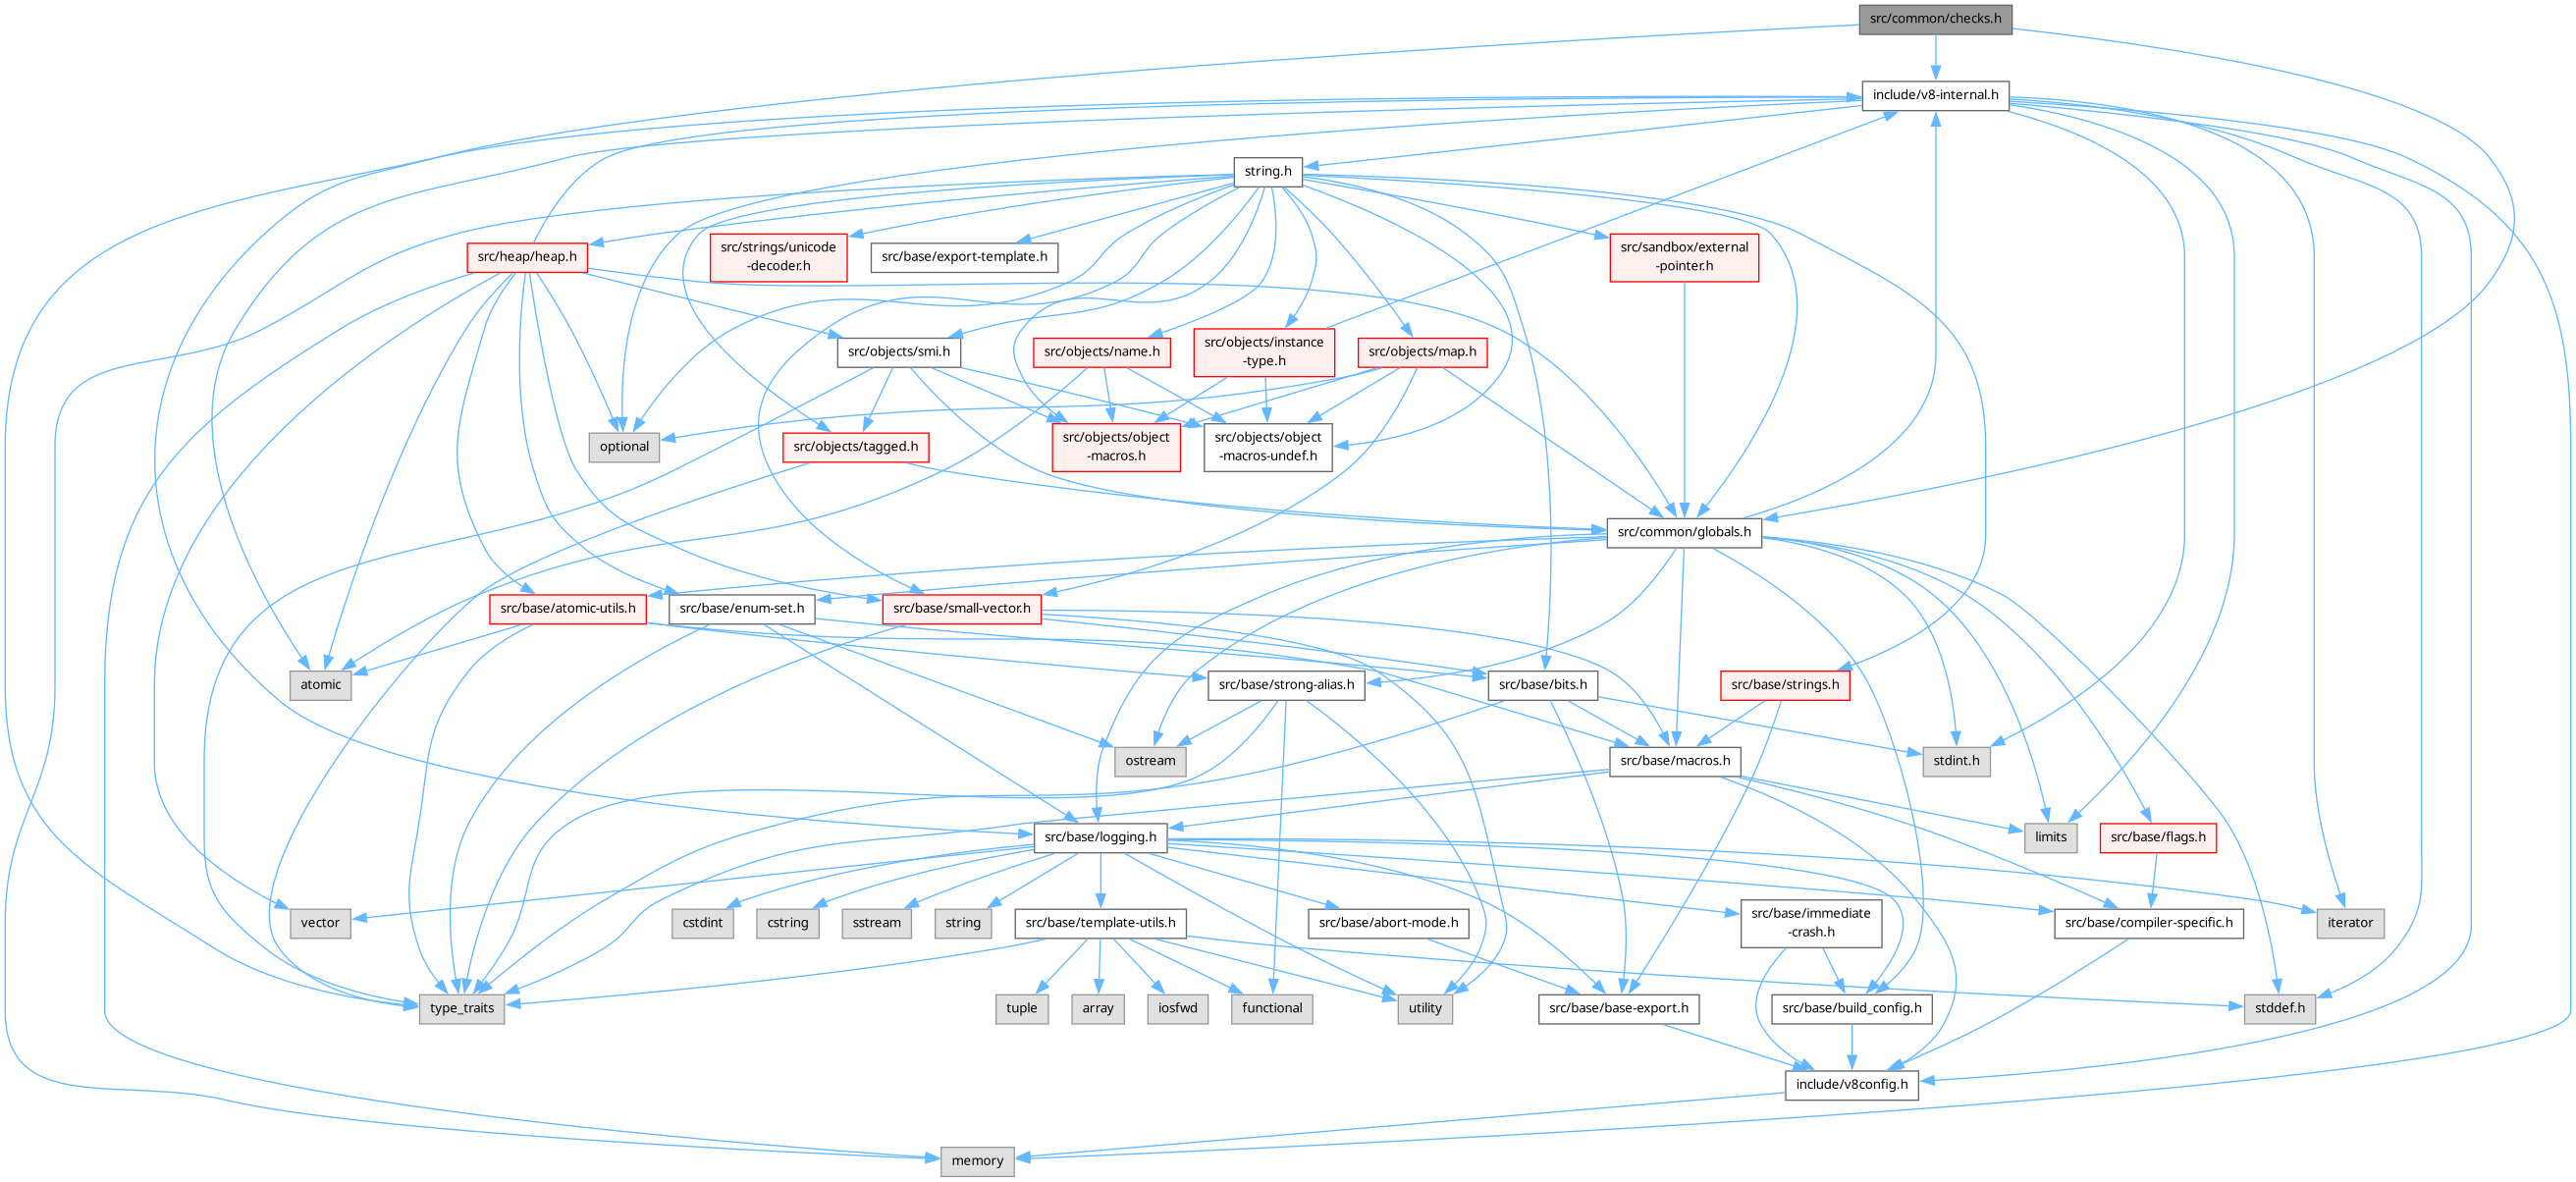 src/common/checks.h
include/v8-internal.h
string.h
src/heap/heap.h
src/strings/unicode
-decoder.h
src/base/export-template.h
src/sandbox/external
-pointer.h
src/objects/smi.h
src/objects/name.h
src/objects/instance
-type.h
src/objects/map.h
optional
src/objects/tagged.h
src/objects/object
-macros.h
src/objects/object
-macros-undef.h
src/common/globals.h
src/base/atomic-utils.h
src/base/enum-set.h
src/base/small-vector.h
atomic
src/base/strong-alias.h
src/base/bits.h
src/base/strings.h
ostream
src/base/macros.h
stdint.h
src/base/logging.h
limits
src/base/flags.h
vector
cstdint
cstring
sstream
string
src/base/template-utils.h
src/base/abort-mode.h
src/base/immediate
-crash.h
src/base/compiler-specific.h
iterator
type_traits
tuple
array
iosfwd
functional
utility
src/base/base-export.h
src/base/build_config.h
stddef.h
include/v8config.h
memory